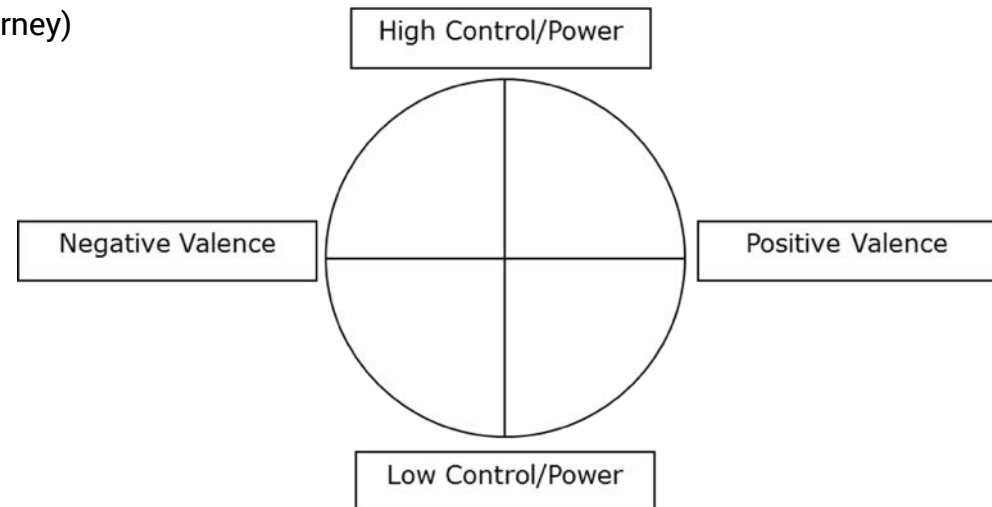 rney)
High Control/Power
Negative Valence
Positive Valence
Low Control/Power